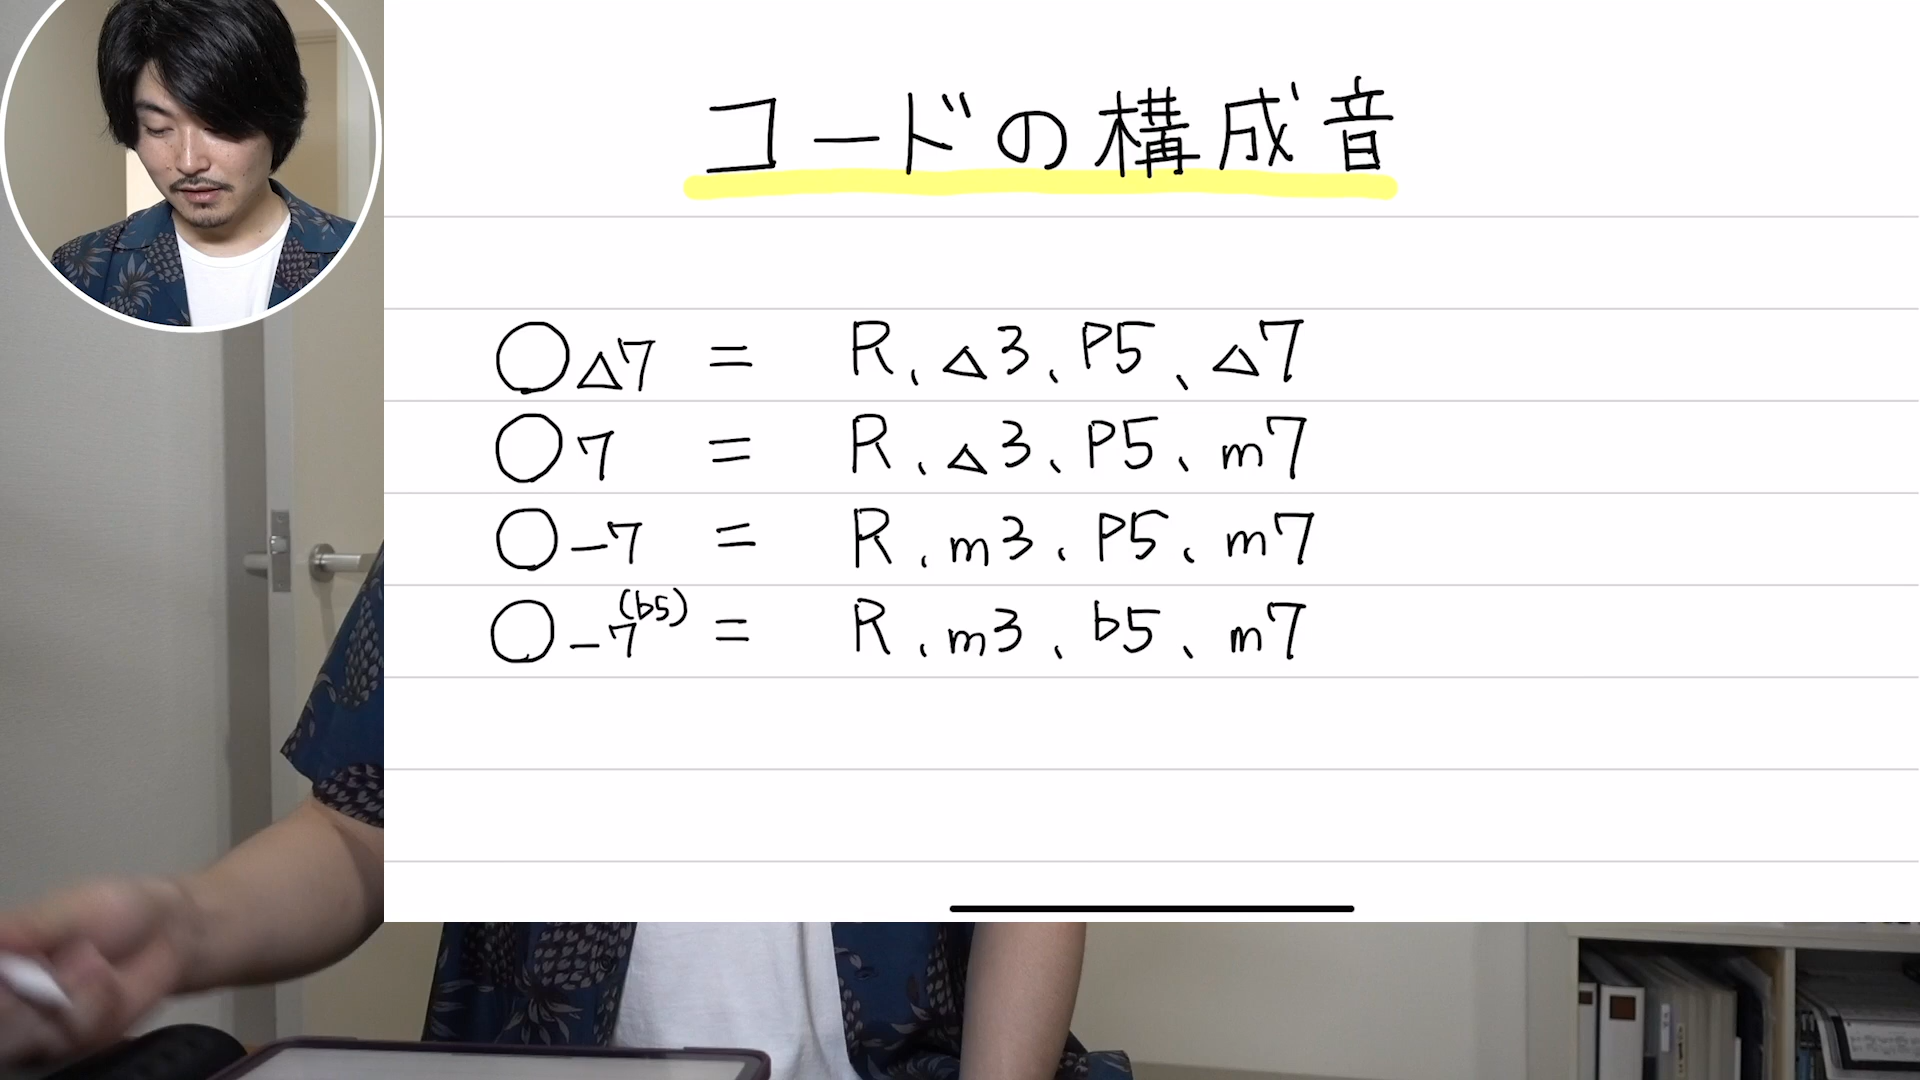 コードの構成音
○△7 = R、△3、P5、△7
○7 = R、△3、P5、m7
○-7 = R、m3、P5、m7
○-7(b5) = R、m3、b5、m7